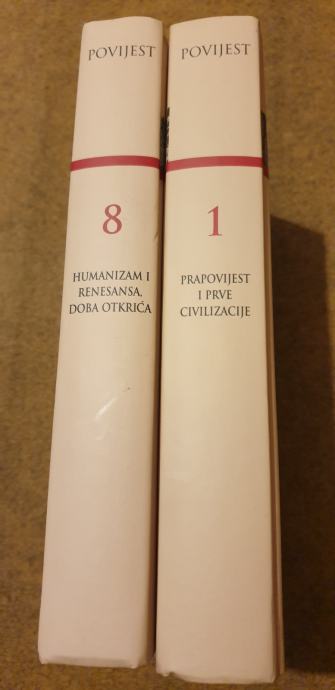 POVIJEST
8
HUMANIZAM I
RENESANSA,
DOBA OTKRIĆA
POVIJEST
1
PRAPOVIJEST
I PRVE
CIVILIZACIJE